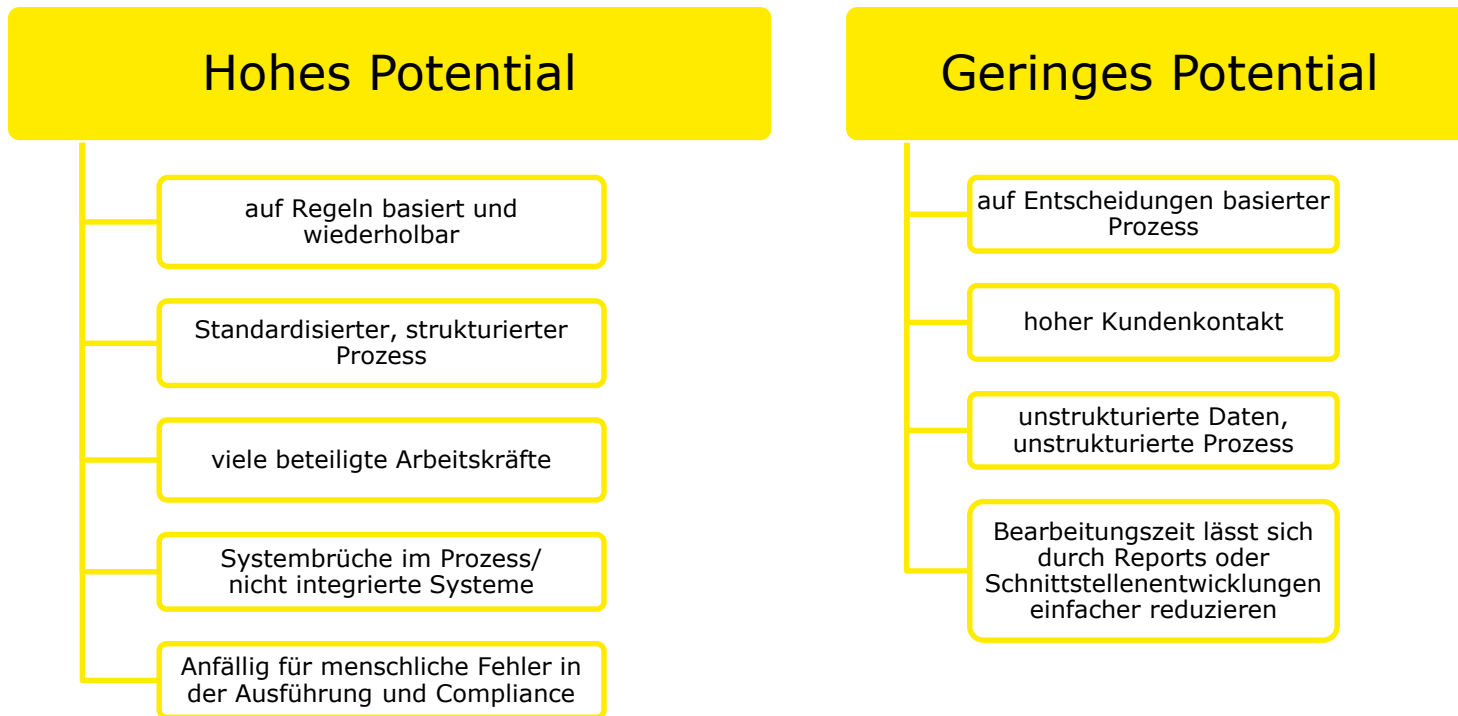 Hohes Potential
auf Regeln basiert und
wiederholbar
Standardisierter, strukturierter
Prozess
viele beteiligte Arbeitskräfte
Systembrüche im Prozess/
nicht integrierte Systeme
Anfällig für menschliche Fehler in
der Ausführung und Compliance
Geringes Potential
auf Entscheidungen basierter
Prozess
hoher Kundenkontakt
unstrukturierte Daten,
unstrukturierte Prozess
Bearbeitungszeit lässt sich
durch Reports oder
Schnittstellenentwicklungen
einfacher reduzieren